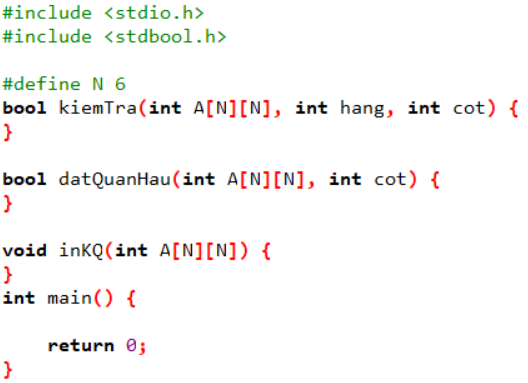 #include <stdio.h>
#include <stdbool.h>
#define N 6
bool kiemTra(int A[N][N], int hang, int cot) {
}
bool datQuanHau(int A[N][N], int cot) {
}
void inKQ(int A[N][N]) {
}
int main() {
return 0;
}